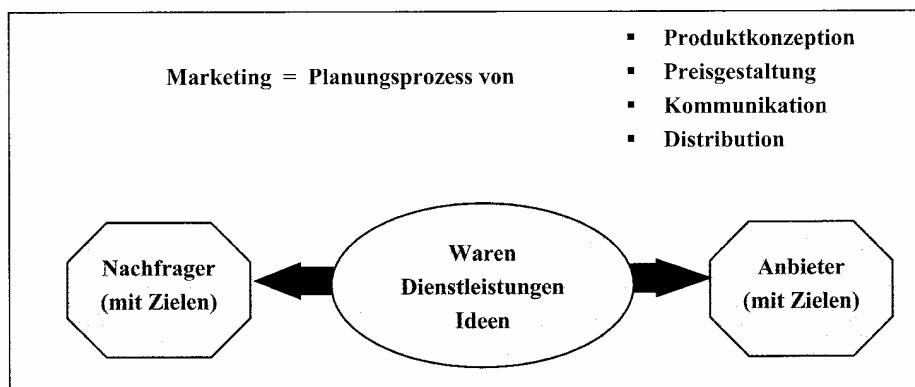 Marketing = Planungsprozess von
▪ Produktkonzeption
▪ Preisgestaltung
▪ Kommunikation
▪ Distribution
Nachfrager
(mit Zielen)
Waren
Dienstleistungen
Ideen
Anbieter
(mit Zielen)